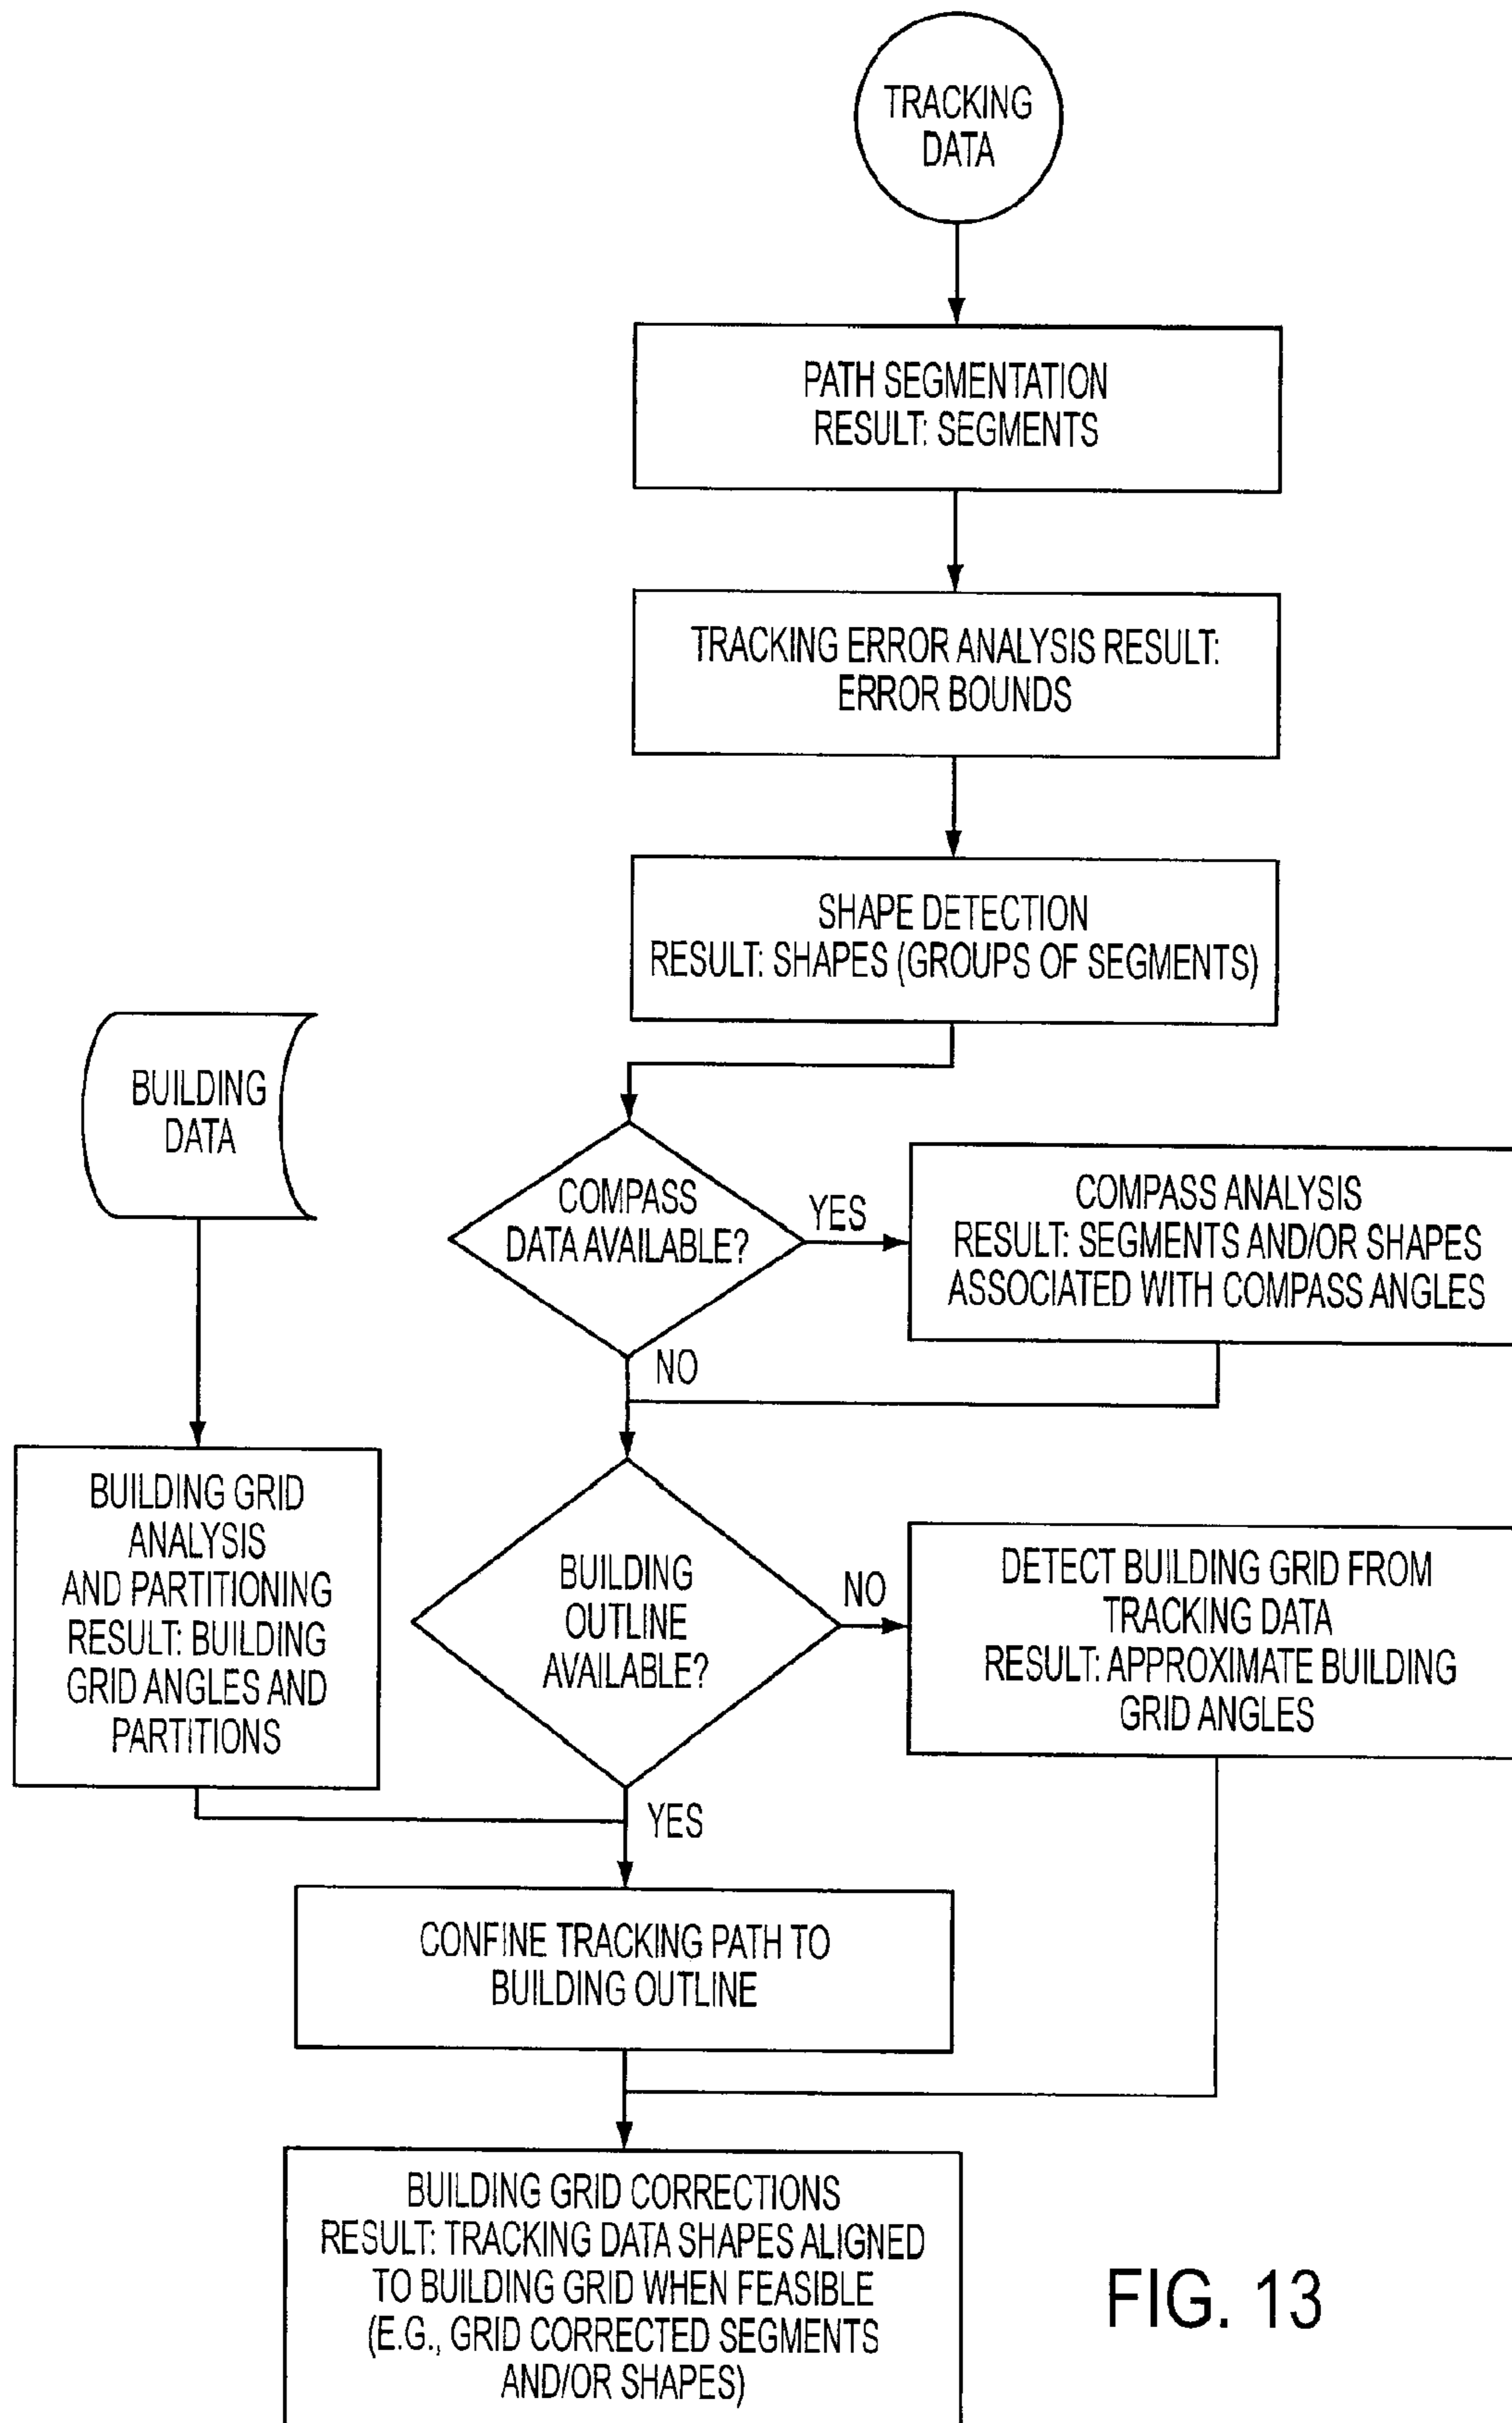 TRACKING
DATA
PATH SEGMENTATION
RESULT: SEGMENTS
TRACKING ERROR ANALYSIS RESULT:
ERROR BOUNDS
SHAPE DETECTION
RESULT: SHAPES (GROUPS OF SEGMENTS)
BUILDING
DATA
COMPASS
DATA AVAILABLE?
YES
COMPASS ANALYSIS
RESULT: SEGMENTS AND/OR SHAPES
ASSOCIATED WITH COMPASS ANGLES
NO
BUILDING GRID
ANALYSIS
AND PARTITIONING
RESULT: BUILDING
GRID ANGLES AND
PARTITIONS
BUILDING
OUTLINE
AVAILABLE?
NO
DETECT BUILDING GRID FROM
TRACKING DATA
RESULT: APPROXIMATE BUILDING
GRID ANGLES
YES
CONFINE TRACKING PATH TO
BUILDING OUTLINE
BUILDING GRID CORRECTIONS
RESULT: TRACKING DATA SHAPES ALIGNED
TO BUILDING GRID WHEN FEASIBLE
(E.G., GRID CORRECTED SEGMENTS
AND/OR SHAPES)
FIG. 13